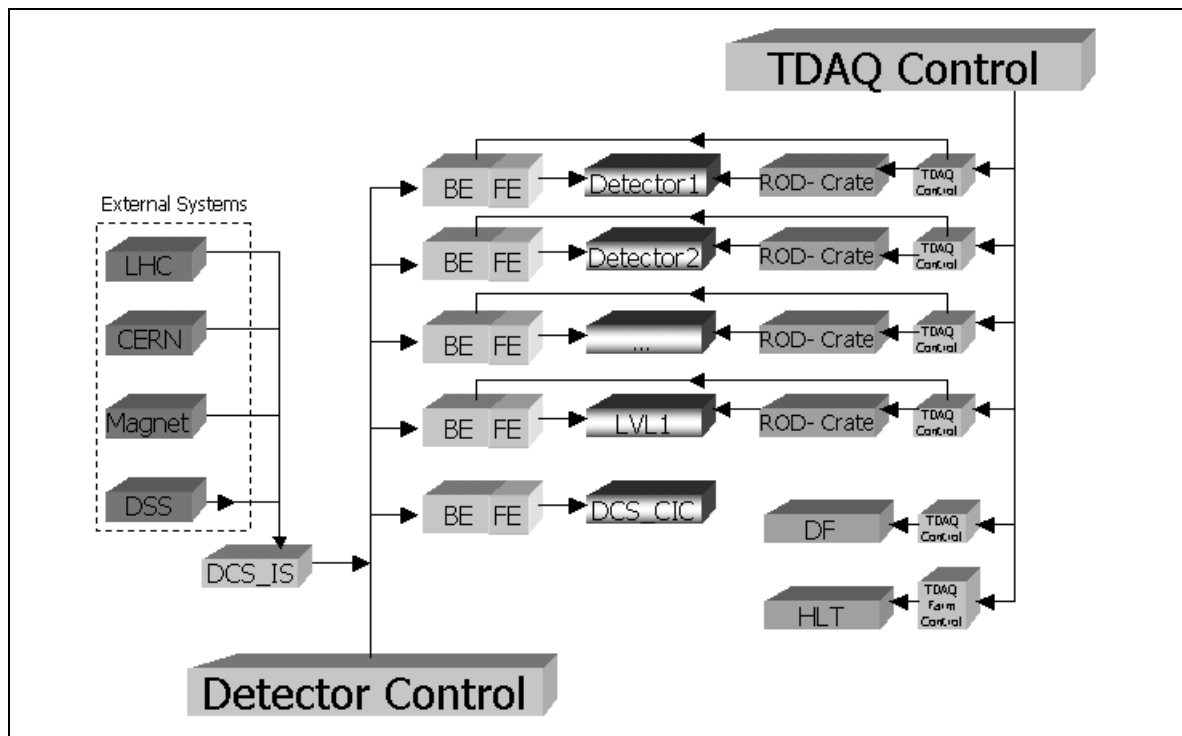 TDAQ Control
BE FE Detector1 ROD- Crate TDAQ
Control
External Systems
LHC
BE FE Detector2 ROD- Crate TDAQ
Control
CERN
BE FE ... ROD- Crate TDAQ
Control
Magnet
BE FE LVL1 ROD- Crate TDAQ
Control
DSS
BE FE DCS_CIC
DF TDAQ
Control
DCS_IS
HLT TDAQ
Farm
Control
Detector Control